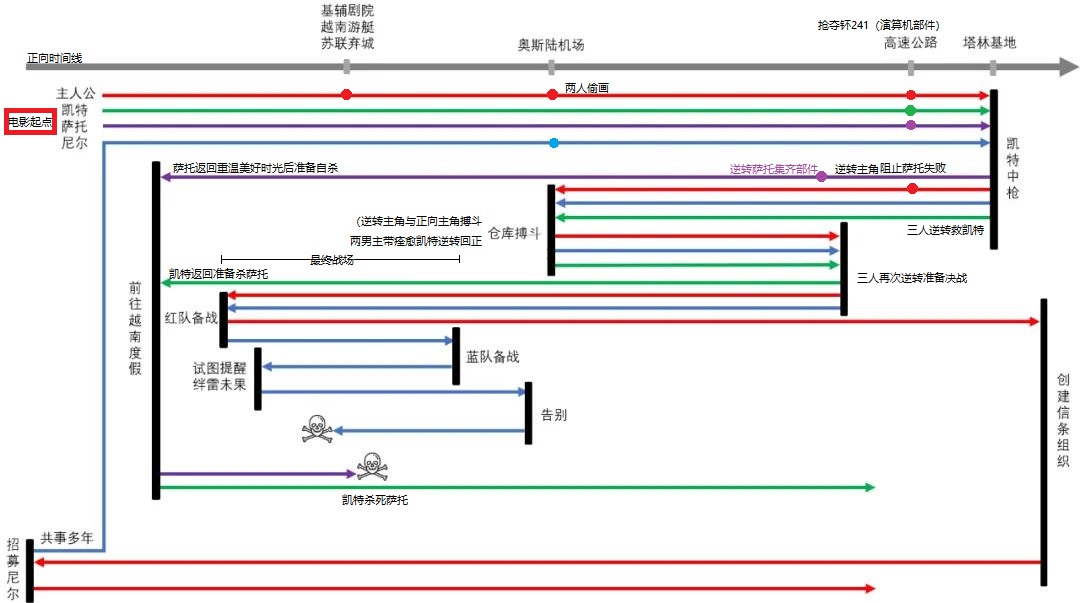 基辅剧院
越南游艇
苏联弃城
奥斯陆机场
抢夺钚241（演算机部件）
高速公路
塔林基地
正向时间线
主人公
两人偷画
凯特
电影起点
萨托
尼尔
凯特中枪
萨托返回重温美好时光后准备自杀
逆转萨托集齐部件
逆转主角阻止萨托失败
（逆转主角与正向主角搏斗
仓库搏斗
三人逆转救凯特
两男主带痊愈凯特逆转回正
最终战场
凯特返回准备杀萨托
三人再次逆转准备决战
前往越南度假
红队备战
蓝队备战
试图提醒
绊雷未果
告别
创建信条组织
凯特杀死萨托
共事多年
招募尼尔